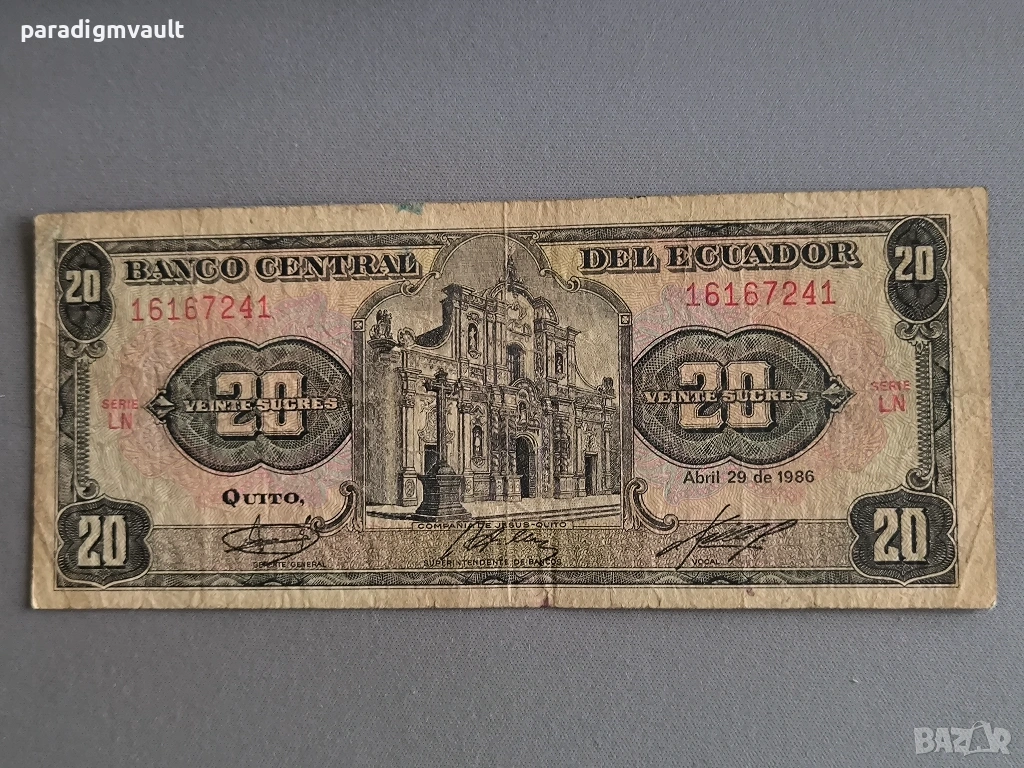 paradigmvault
20 BANCO CENTRAL DEL ECUADOR 20
16167241 16167241
20 20
VEINTE SUCRES VEINTE SUCRES
SERIE LN SERIE LN
QUITO, Abril 29 de 1986
20 COMPAÑIA DE JESUS-QUITO 20
GERENTE GENERAL SUPERINTENDENTE DE BANCOS VOCAL
BAZAR